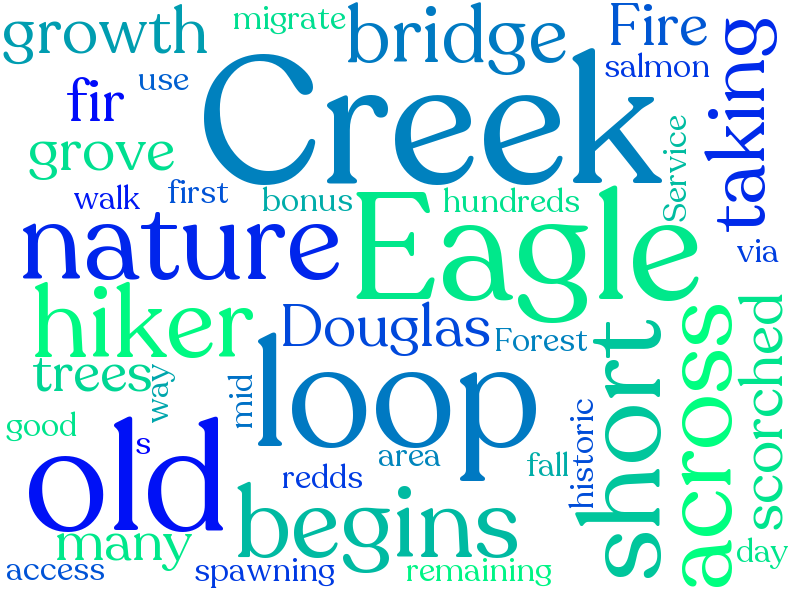 growth
migrate
bridge
Fire
use
salmon
fir
Creek
taking
grove
Service
walk
first
bonus
hundreds
nature
Eagle
via
hiker
Douglas
Forest
short
across
scorched
trees
way
mid
loop
good
s
area
historic
old
redds
fall
begins
many
day
access
spawning
remaining